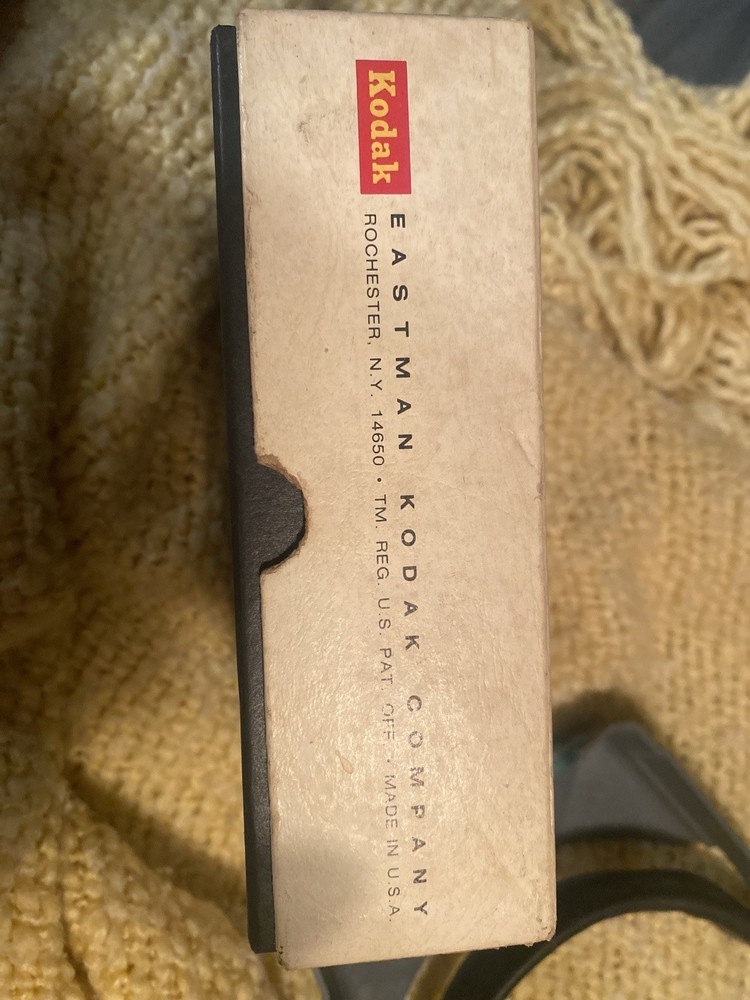 Kodak
EASTMAN KODAK COMPANY
ROCHESTER, N.Y. 14650 • TM. REG. U.S. PAT. OFF. • MADE IN U.S.A.